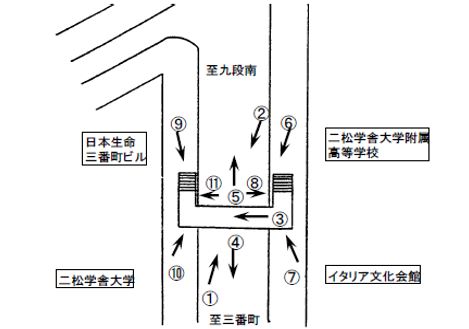 至九段南
②
⑥
⑨
日本生命
三番町ビル
二松学舎大学附属
高等学校
⑪
⑤
⑧
③
④
二松学舎大学
⑩
①
⑦
イタリア文化会館
至三番町